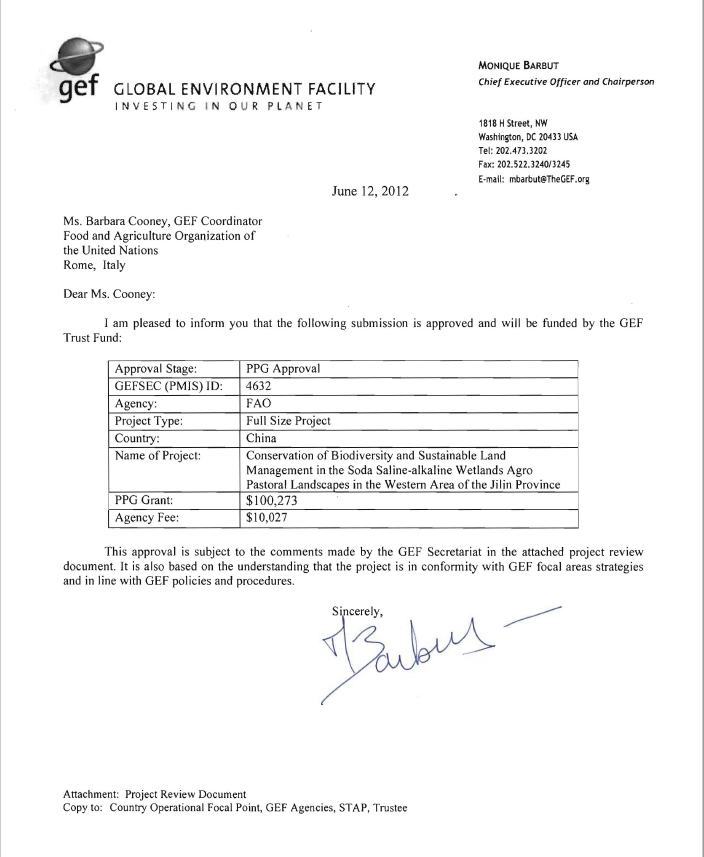 gef
GLOBAL ENVIRONMENT FACILITY
INVESTING IN OUR PLANET
MONIQUE BARBUT
Chief Executive Officer and Chairperson
1818 H Street, NW
Washington, DC 20433 USA
Tel: 202.473.3202
Fax: 202.522.3240/3245
E-mail: mbarbut@TheGEF.org
June 12, 2012
Ms. Barbara Cooney, GEF Coordinator
Food and Agriculture Organization of
the United Nations
Rome, Italy
Dear Ms. Cooney:
I am pleased to inform you that the following submission is approved and will be funded by the GEF
Trust Fund:
Approval Stage: PPG Approval
GEFSEC (PMIS) ID: 4632
Agency: FAO
Project Type: Full Size Project
Country: China
Name of Project: Conservation of Biodiversity and Sustainable Land
Management in the Soda Saline-alkaline Wetlands Agro
Pastoral Landscapes in the Western Area of the Jilin Province
PPG Grant: $100,273
Agency Fee: $10,027
This approval is subject to the comments made by the GEF Secretariat in the attached project review
document. It is also based on the understanding that the project is in conformity with GEF focal areas strategies
and in line with GEF policies and procedures.
Sincerely,
MBarbut
Attachment: Project Review Document
Copy to: Country Operational Focal Point, GEF Agencies, STAP, Trustee